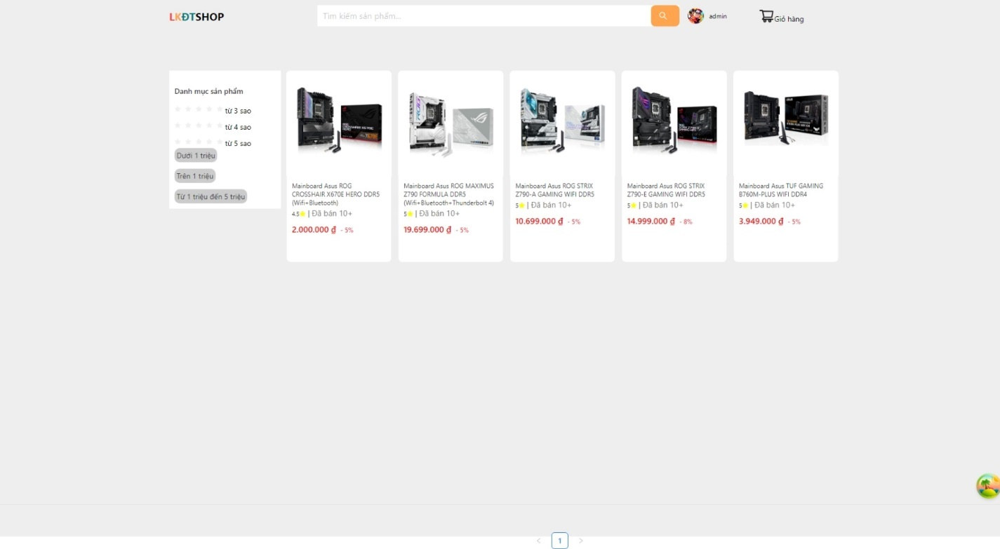 LKĐTSHOP
Tìm kiếm sản phẩm...
admin
Giỏ hàng
Danh mục sản phẩm
từ 3 sao
từ 4 sao
từ 5 sao
Dưới 1 triệu
Trên 1 triệu
Từ 1 triệu đến 5 triệu
Mainboard Asus ROG
CROSSHAIR X670E HERO DDR5
(Wifi+Bluetooth)
4.5 | Đã bán 10+
2.000.000 ₫ - 5%
Mainboard Asus ROG MAXIMUS
Z790 FORMULA DDR5
(Wifi+Bluetooth+Thunderbolt 4)
5 | Đã bán 10+
19.699.000 ₫ - 5%
Mainboard Asus ROG STRIX
Z790-A GAMING WIFI DDR5
5 | Đã bán 10+
10.699.000 ₫ - 5%
Mainboard Asus ROG STRIX
Z790-E GAMING WIFI DDR5
5 | Đã bán 10+
14.999.000 ₫ - 8%
Mainboard Asus TUF GAMING
B760M-PLUS WIFI DDR4
5 | Đã bán 10+
3.949.000 ₫ - 5%
< 1 >